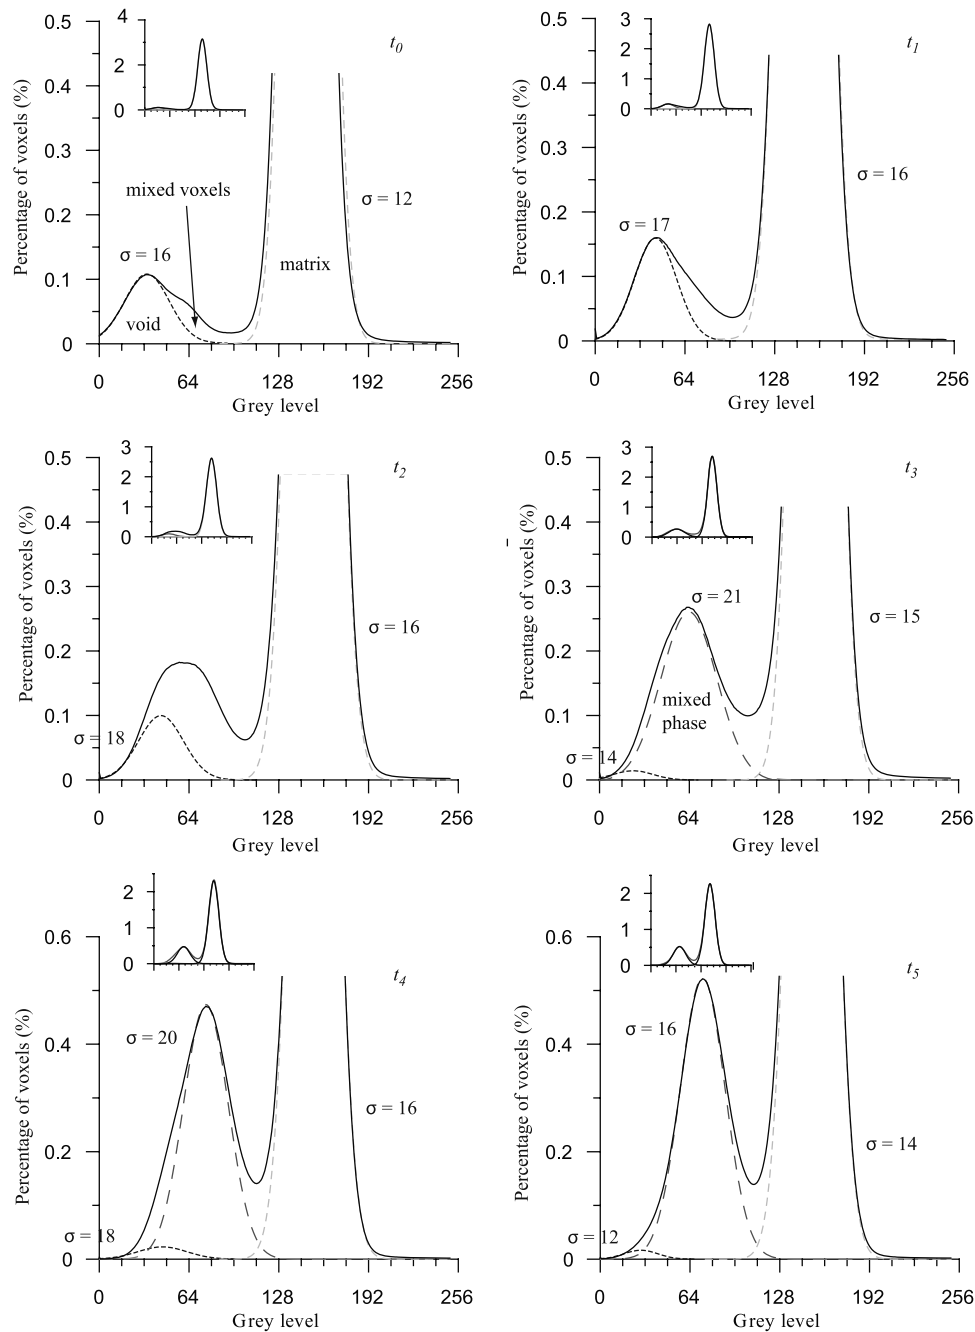 0.5
0.4
0.3
0.2
0.1
0
Percentage of voxels (%)
4
2
0
t0
mixed voxels
σ = 12
σ = 16
matrix
void
0 64 128 192 256
Grey level
0.5
0.4
0.3
0.2
0.1
0
Percentage of voxels (%)
3
2
1
0
t1
σ = 16
σ = 17
0 64 128 192 256
Grey level
0.5
0.4
0.3
0.2
0.1
0
Percentage of voxels (%)
3
2
1
0
t2
σ = 16
σ = 18
0 64 128 192 256
Grey level
0.5
0.4
0.3
0.2
0.1
0
Percentage of voxels (%)
3
2
1
0
t3
σ = 21
σ = 15
mixed
phase
σ = 14
0 64 128 192 256
Grey level
0.6
0.4
0.2
0
Percentage of voxels (%)
2
1
0
t4
σ = 20
σ = 16
σ = 18
0 64 128 192 256
Grey level
0.6
0.4
0.2
0
Percentage of voxels (%)
2
1
0
t5
σ = 16
σ = 14
σ = 12
0 64 128 192 256
Grey level